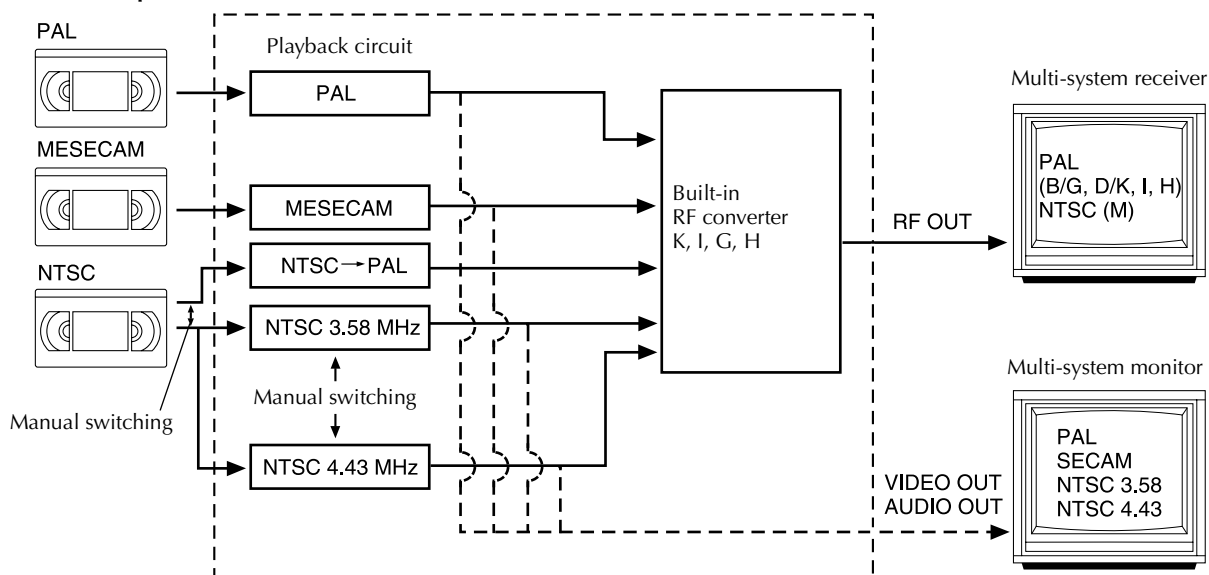 PAL
MESECAM
NTSC
Manual switching
Playback circuit
PAL
MESECAM
NTSC→PAL
NTSC 3.58 MHz
Manual switching
NTSC 4.43 MHz
Built-in
RF converter
K, I, G, H
RF OUT
VIDEO OUT
AUDIO OUT
Multi-system receiver
PAL
(B/G, D/K, I, H)
NTSC (M)
Multi-system monitor
PAL
SECAM
NTSC 3.58
NTSC 4.43